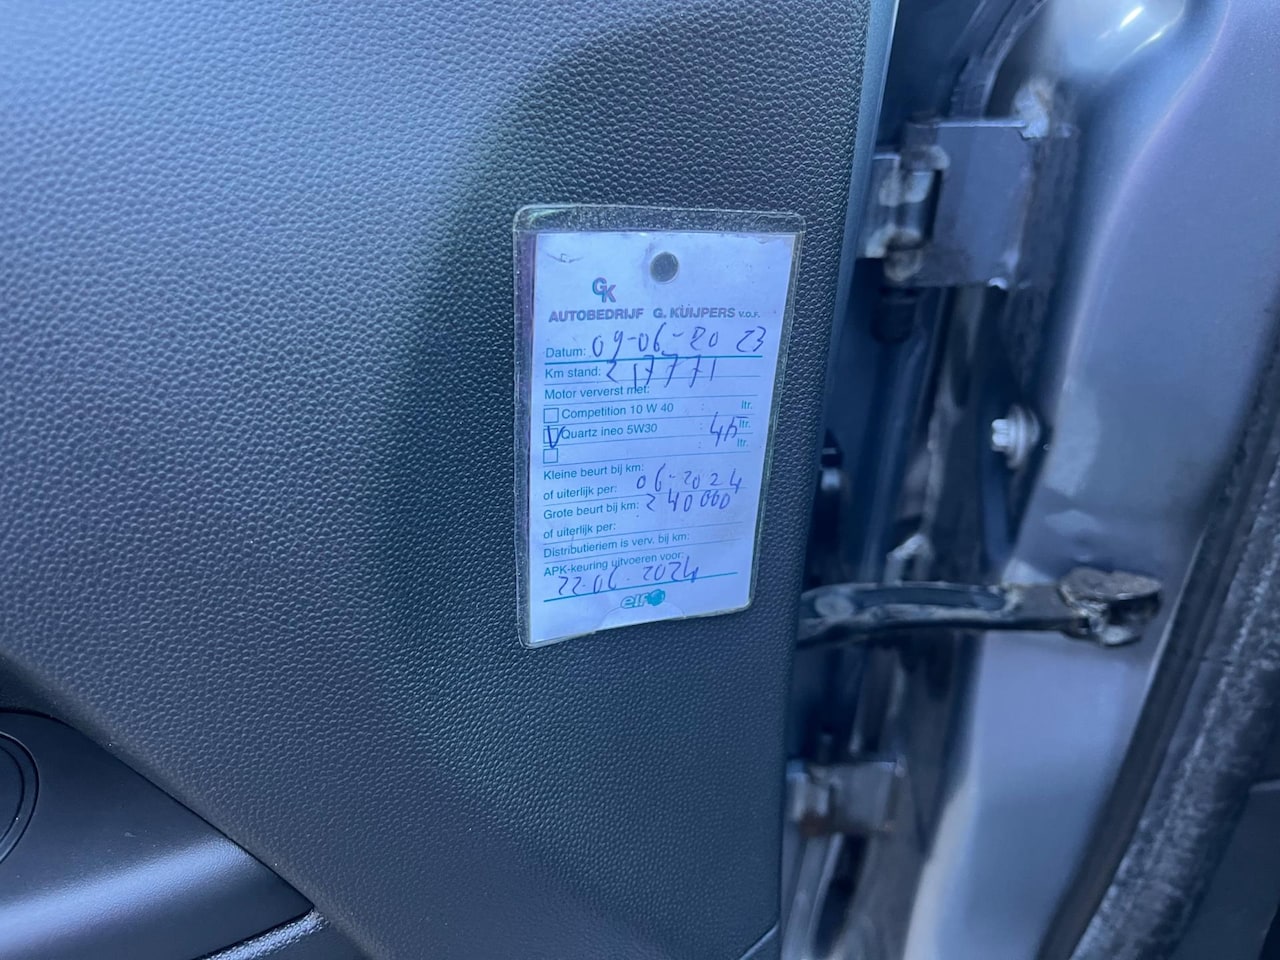 GK
AUTOBEDRIJF G. KUIJPERS V.O.F.
Datum: 09-06-2023
Km stand: 217771
Motor ververst met:
Competition 10 W 40 : ltr.
V Quartz ineo 5W30 : 4,5 ltr.
: ltr.
Kleine beurt bij km:
of uiterlijk per: 06-2024
Grote beurt bij km: 240000
of uiterlijk per:
Distributieriem is verv. bij km:
APK-keuring uitvoeren voor:
22-06-2024
elf